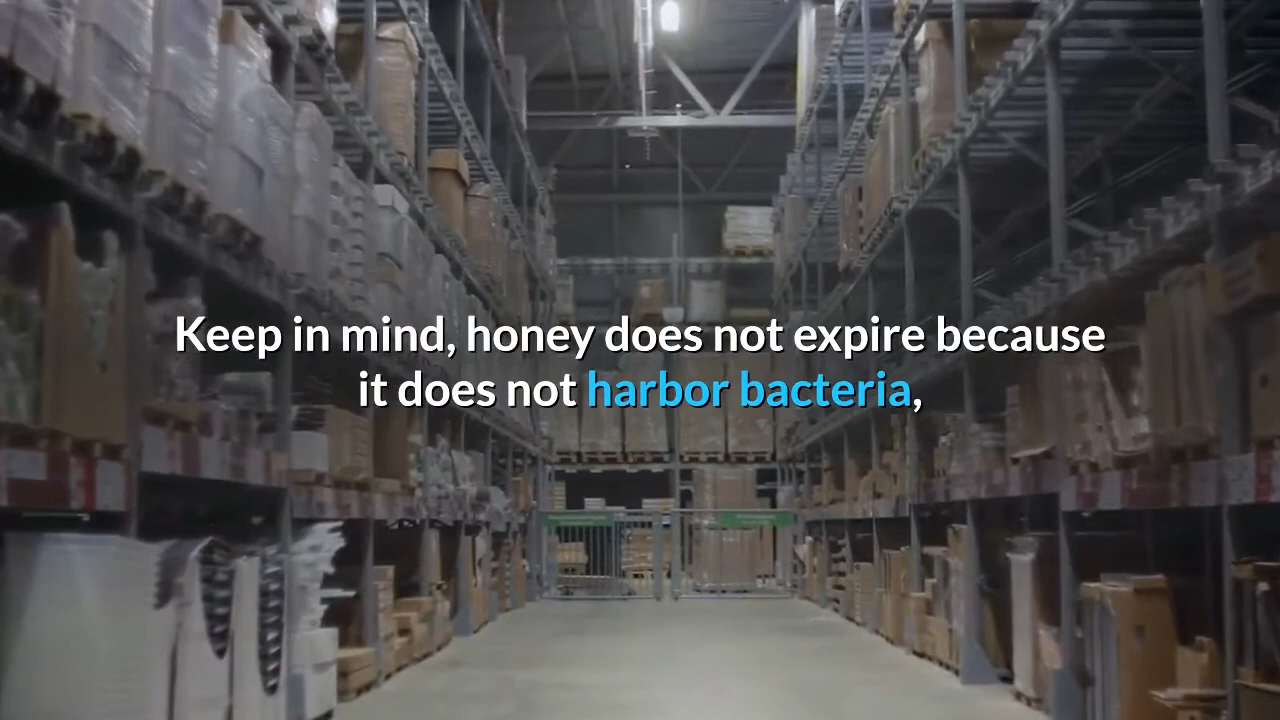 Keep in mind, honey does not expire because
it does not harbor bacteria,